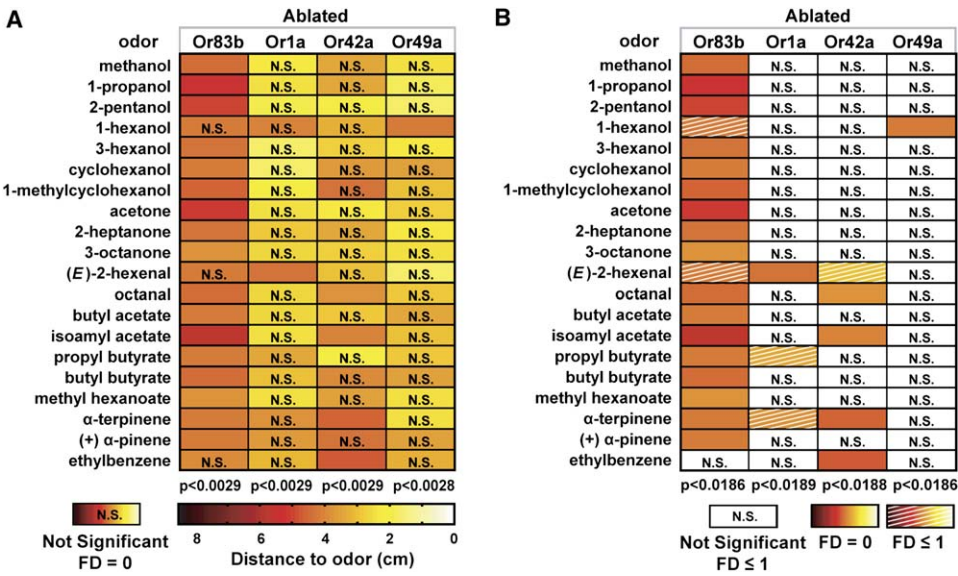 A
Ablated
odor Or83b Or1a Or42a Or49a
methanol N.S. N.S. N.S.
1-propanol N.S. N.S. N.S.
2-pentanol N.S. N.S. N.S.
1-hexanol N.S. N.S. N.S.
3-hexanol N.S. N.S. N.S.
cyclohexanol N.S. N.S. N.S.
1-methylcyclohexanol N.S. N.S. N.S.
acetone N.S. N.S. N.S.
2-heptanone N.S. N.S. N.S.
3-octanone N.S. N.S. N.S.
(E)-2-hexenal N.S. N.S. N.S.
octanal N.S. N.S.
butyl acetate N.S. N.S. N.S.
isoamyl acetate N.S. N.S.
propyl butyrate N.S. N.S. N.S.
butyl butyrate N.S. N.S. N.S.
methyl hexanoate N.S. N.S. N.S.
α-terpinene N.S. N.S.
(+) α-pinene N.S. N.S. N.S.
ethylbenzene N.S. N.S. N.S.
p<0.0029 p<0.0029 p<0.0029 p<0.0028
N.S.
Not Significant
FD = 0
8 6 4 2 0
Distance to odor (cm)
B
Ablated
odor Or83b Or1a Or42a Or49a
methanol N.S. N.S. N.S.
1-propanol N.S. N.S. N.S.
2-pentanol N.S. N.S. N.S.
1-hexanol N.S. N.S.
3-hexanol N.S. N.S. N.S.
cyclohexanol N.S. N.S. N.S.
1-methylcyclohexanol N.S. N.S. N.S.
acetone N.S. N.S. N.S.
2-heptanone N.S. N.S. N.S.
3-octanone N.S. N.S. N.S.
(E)-2-hexenal N.S.
octanal N.S. N.S.
butyl acetate N.S. N.S. N.S.
isoamyl acetate N.S. N.S.
propyl butyrate N.S. N.S.
butyl butyrate N.S. N.S. N.S.
methyl hexanoate N.S. N.S. N.S.
α-terpinene N.S.
(+) α-pinene N.S. N.S. N.S.
ethylbenzene N.S. N.S. N.S.
p<0.0186 p<0.0189 p<0.0188 p<0.0186
N.S.
Not Significant
FD ≤ 1
FD = 0
FD ≤ 1